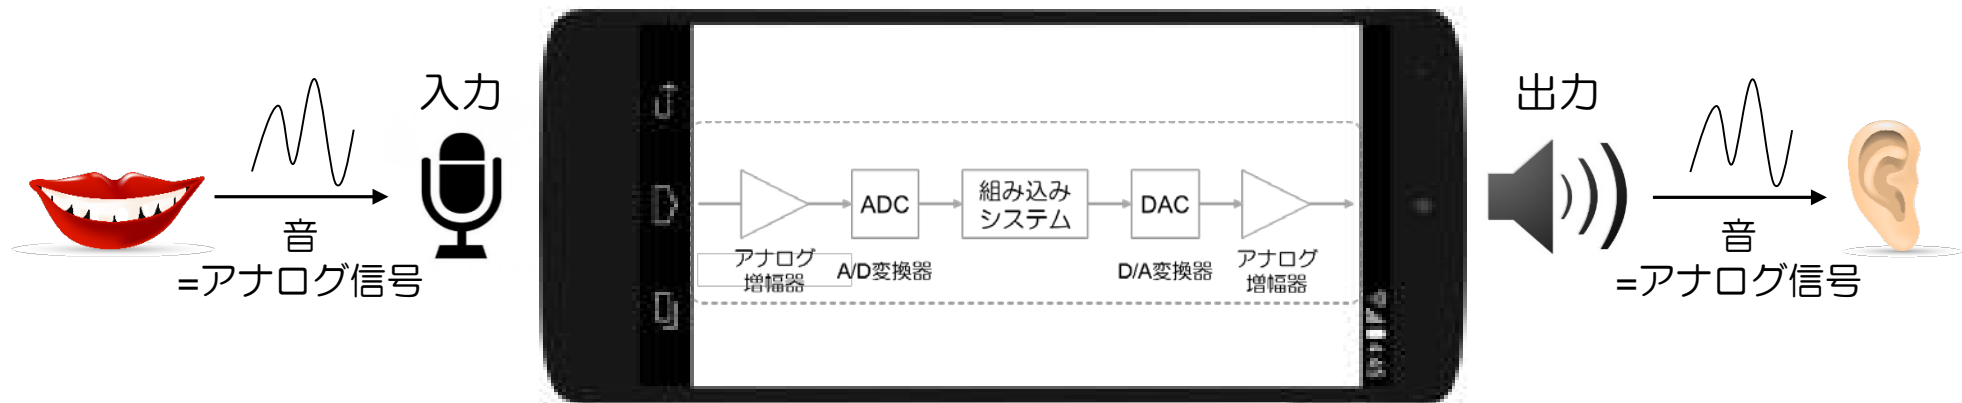 入力
音
=アナログ信号
アナログ
増幅器
ADC
A/D変換器
組み込み
システム
DAC
D/A変換器
アナログ
増幅器
出力
音
=アナログ信号